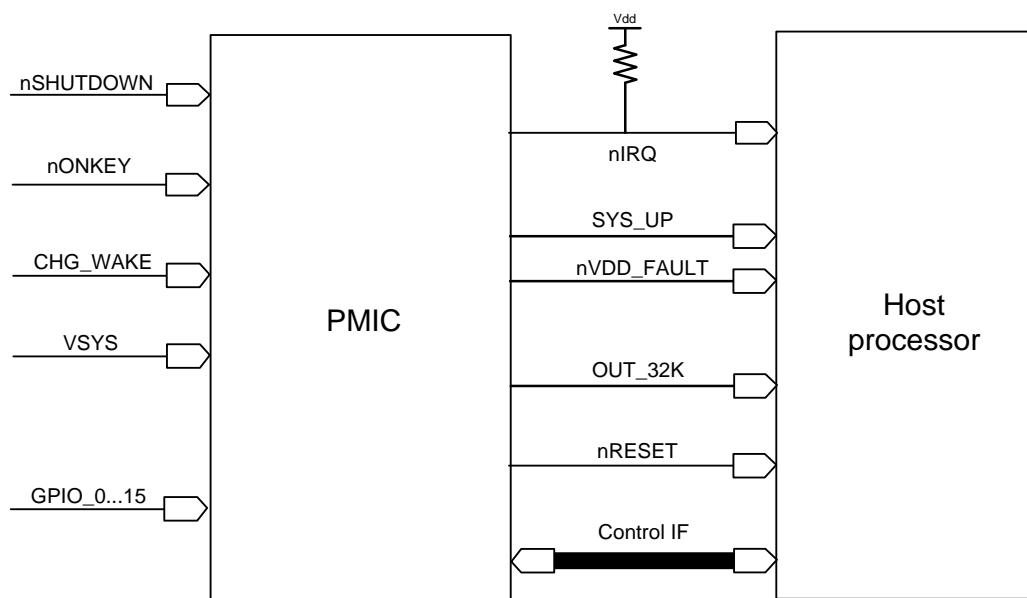 Vdd
nSHUTDOWN
nIRQ
nONKEY
SYS_UP
CHG_WAKE
nVDD_FAULT
PMIC
Host
processor
VSYS
OUT_32K
nRESET
GPIO_0...15
Control IF